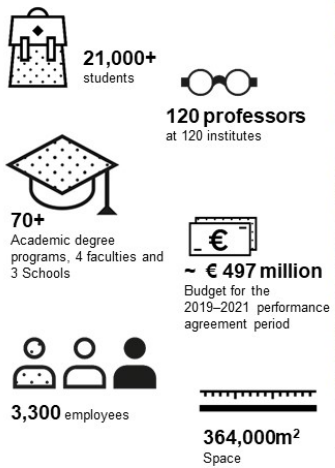 21,000+
students
120 professors
at 120 institutes
70+
Academic degree
programs, 4 faculties and
3 Schools
€
~ € 497 million
Budget for the
2019–2021 performance
agreement period
3,300 employees
364,000m²
Space